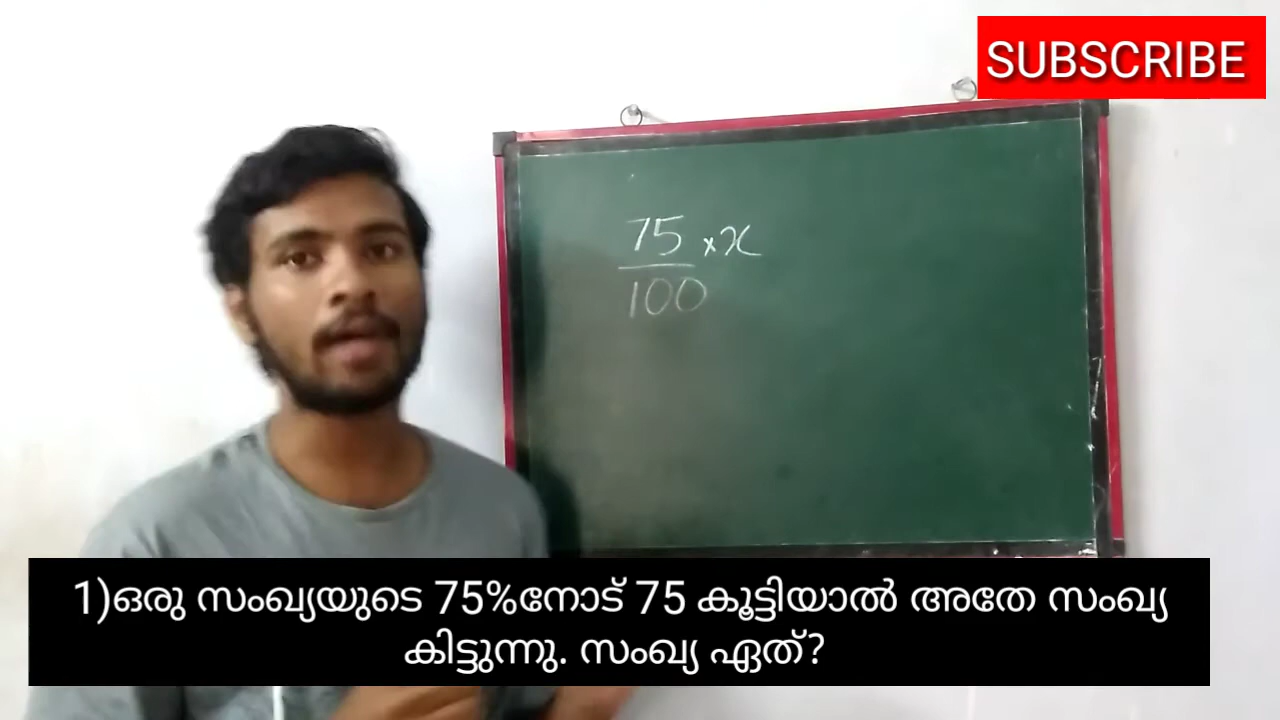 SUBSCRIBE
75 × x
100
1)ഒരു സംഖ്യയുടെ 75%നോട് 75 കൂട്ടിയാൽ അതേ സംഖ്യ
കിട്ടുന്നു. സംഖ്യ ഏത്?